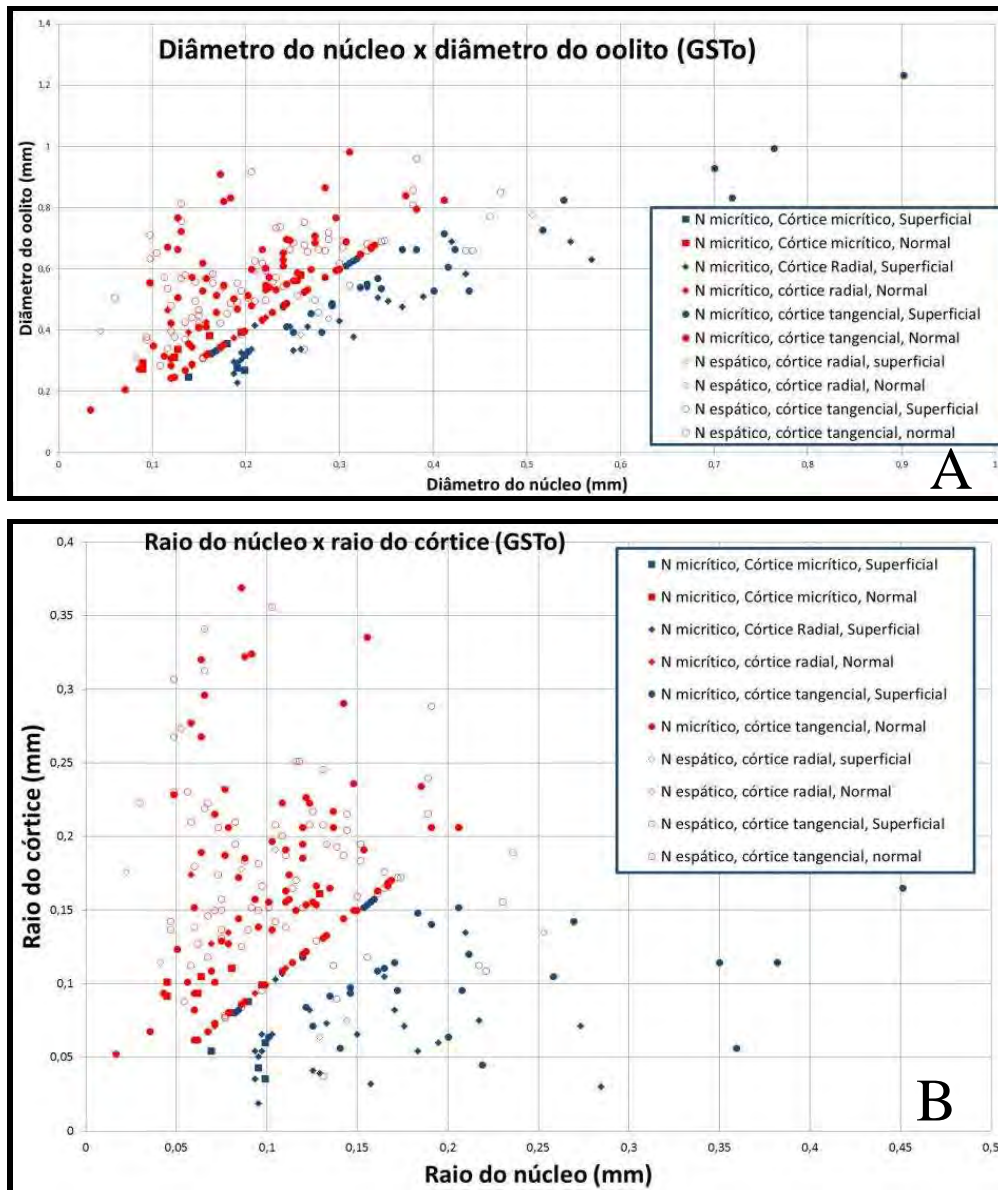 Diâmetro do núcleo x diâmetro do oolito (GSTo)
1,4
1,2
1
0,8
0,6
0,4
0,2
0
Diâmetro do oolito (mm)
N micrítico, Córtice micrítico, Superficial
N micritico, Córtice micrítico, Normal
N micritico, Córtice Radial, Superficial
N micrítico, córtice radial, Normal
N micrítico, córtice tangencial, Superficial
N micrítico, córtice tangencial, Normal
N espático, córtice radial, superficial
N espático, córtice radial, Normal
N espático, córtice tangencial, Superficial
N espático, córtice tangencial, normal
0 0,1 0,2 0,3 0,4 0,5 0,6 0,7 0,8 0,9 1
Diâmetro do núcleo (mm)
A
Raio do núcleo x raio do córtice (GSTo)
0,4
0,35
0,3
0,25
0,2
0,15
0,1
0,05
0
Raio do córtice (mm)
N micrítico, Córtice micrítico, Superficial
N micritico, Córtice micrítico, Normal
N micritico, Córtice Radial, Superficial
N micrítico, córtice radial, Normal
N micrítico, córtice tangencial, Superficial
N micrítico, córtice tangencial, Normal
N espático, córtice radial, superficial
N espático, córtice radial, Normal
N espático, córtice tangencial, Superficial
N espático, córtice tangencial, normal
B
0 0,05 0,1 0,15 0,2 0,25 0,3 0,35 0,4 0,45 0,5
Raio do núcleo (mm)